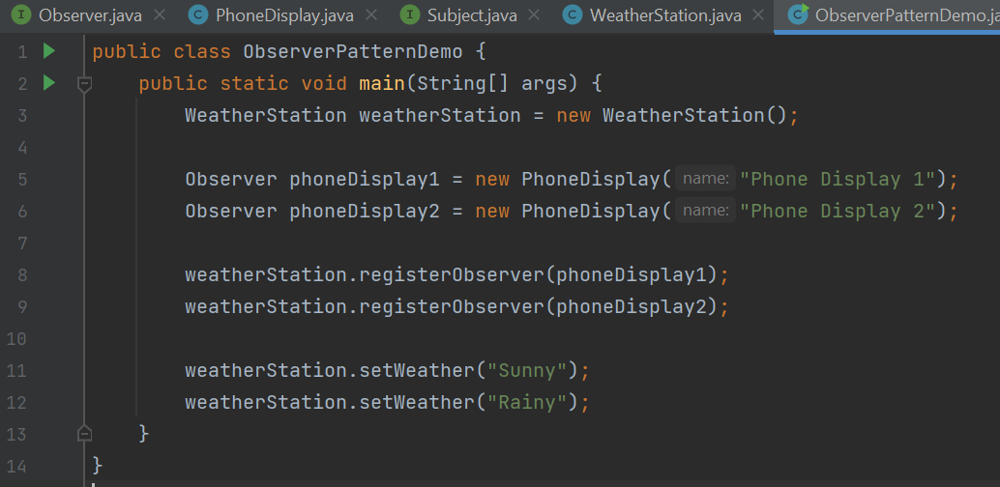 Observer.java PhoneDisplay.java Subject.java WeatherStation.java ObserverPatternDemo.ja
1 public class ObserverPatternDemo {
2 public static void main(String[] args) {
3 WeatherStation weatherStation = new WeatherStation();
4
5 Observer phoneDisplay1 = new PhoneDisplay( name: "Phone Display 1");
6 Observer phoneDisplay2 = new PhoneDisplay( name: "Phone Display 2");
7
8 weatherStation.registerObserver(phoneDisplay1);
9 weatherStation.registerObserver(phoneDisplay2);
10
11 weatherStation.setWeather("Sunny");
12 weatherStation.setWeather("Rainy");
13 }
14 }